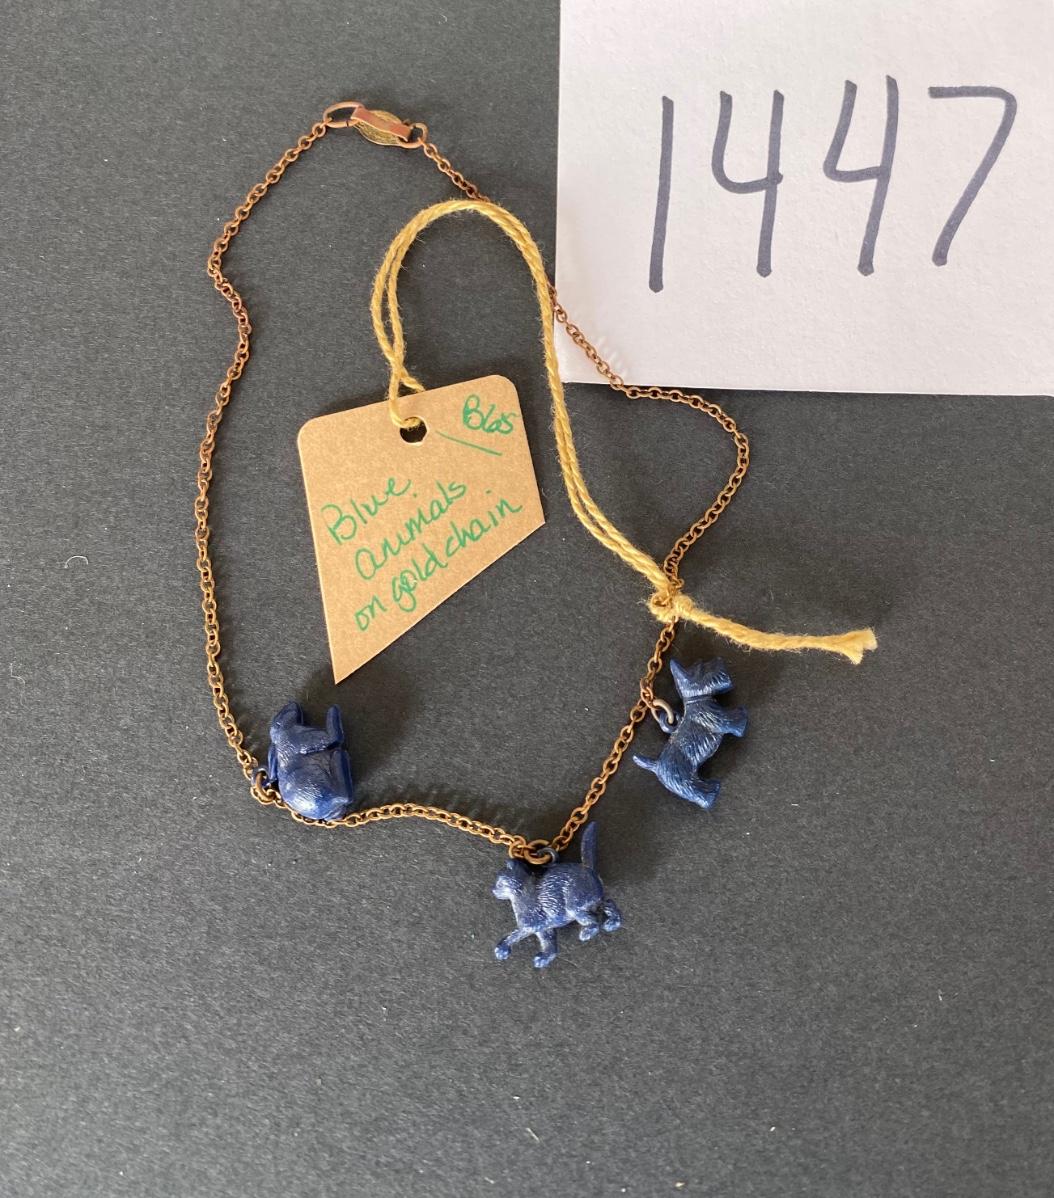 1447
B65
Blue
animals
on gold chain